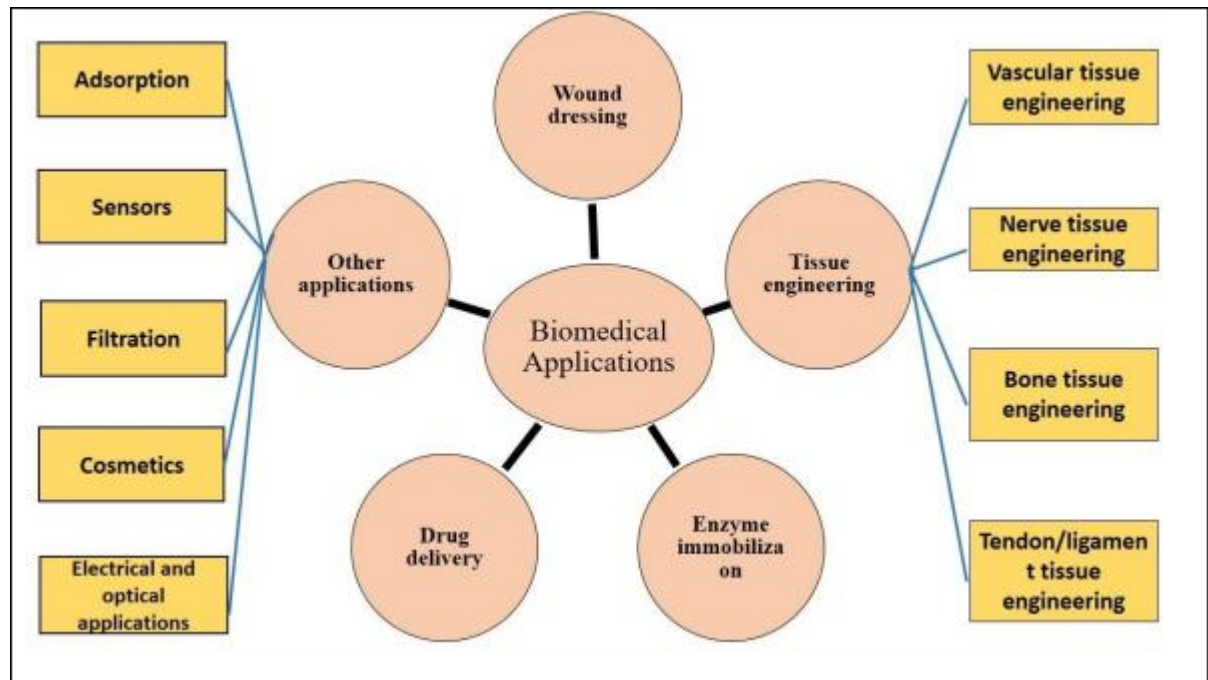 Adsorption
Sensors
Filtration
Cosmetics
Electrical and
optical
applications
Other
applications
Wound
dressing
Biomedical
Applications
Drug
delivery
Enzyme
immobiliza
on
Tissue
engineering
Vascular tissue
engineering
Nerve tissue
engineering
Bone tissue
engineering
Tendon/ligamen
t tissue
engineering